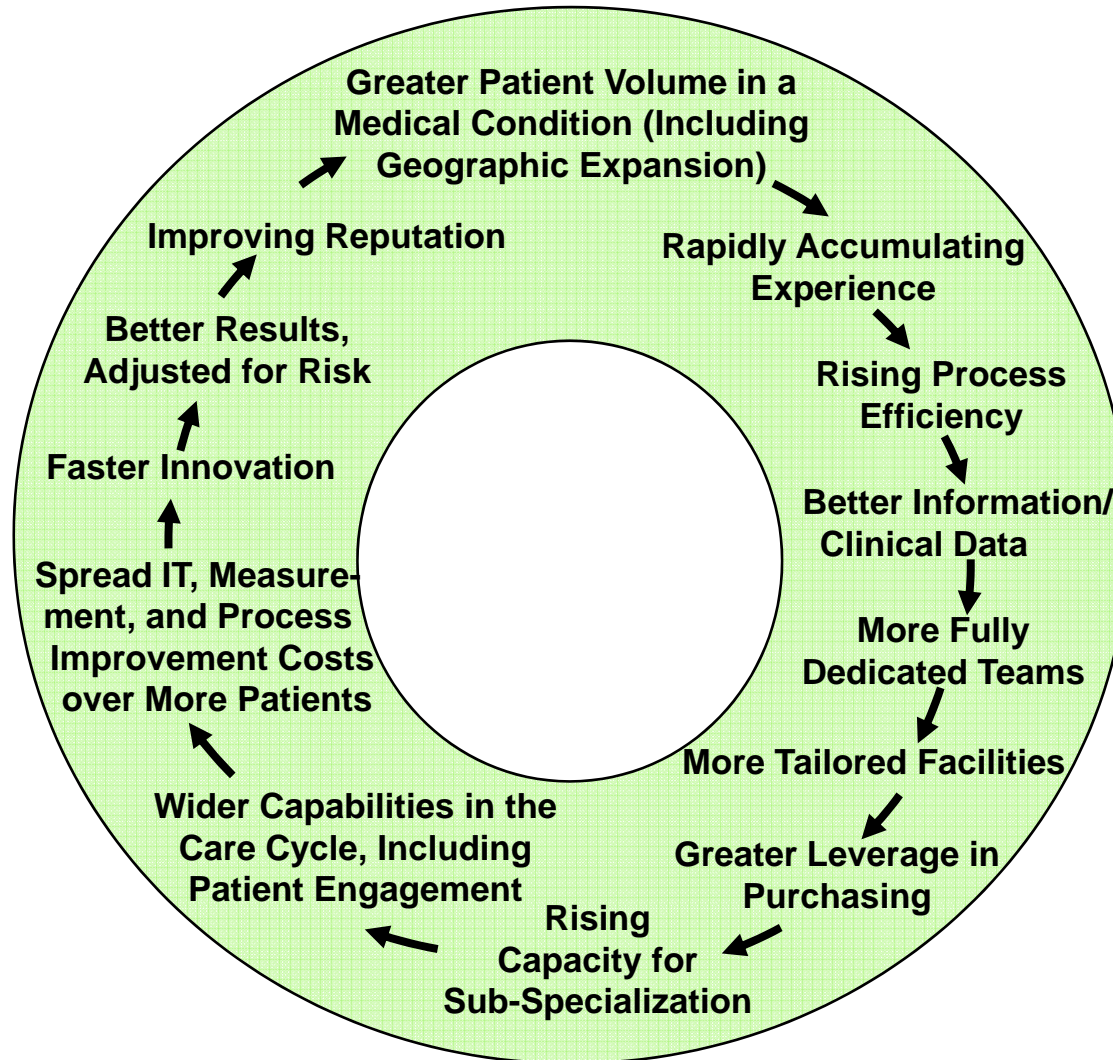 Greater Patient Volume in a
Medical Condition (Including
Geographic Expansion)
Rapidly Accumulating
Experience
Rising Process
Efficiency
Better Information/
Clinical Data
More Fully
Dedicated Teams
More Tailored Facilities
Greater Leverage in
Purchasing
Rising
Capacity for
Sub-Specialization
Wider Capabilities in the
Care Cycle, Including
Patient Engagement
Spread IT, Measure-
ment, and Process
Improvement Costs
over More Patients
Faster Innovation
Better Results,
Adjusted for Risk
Improving Reputation